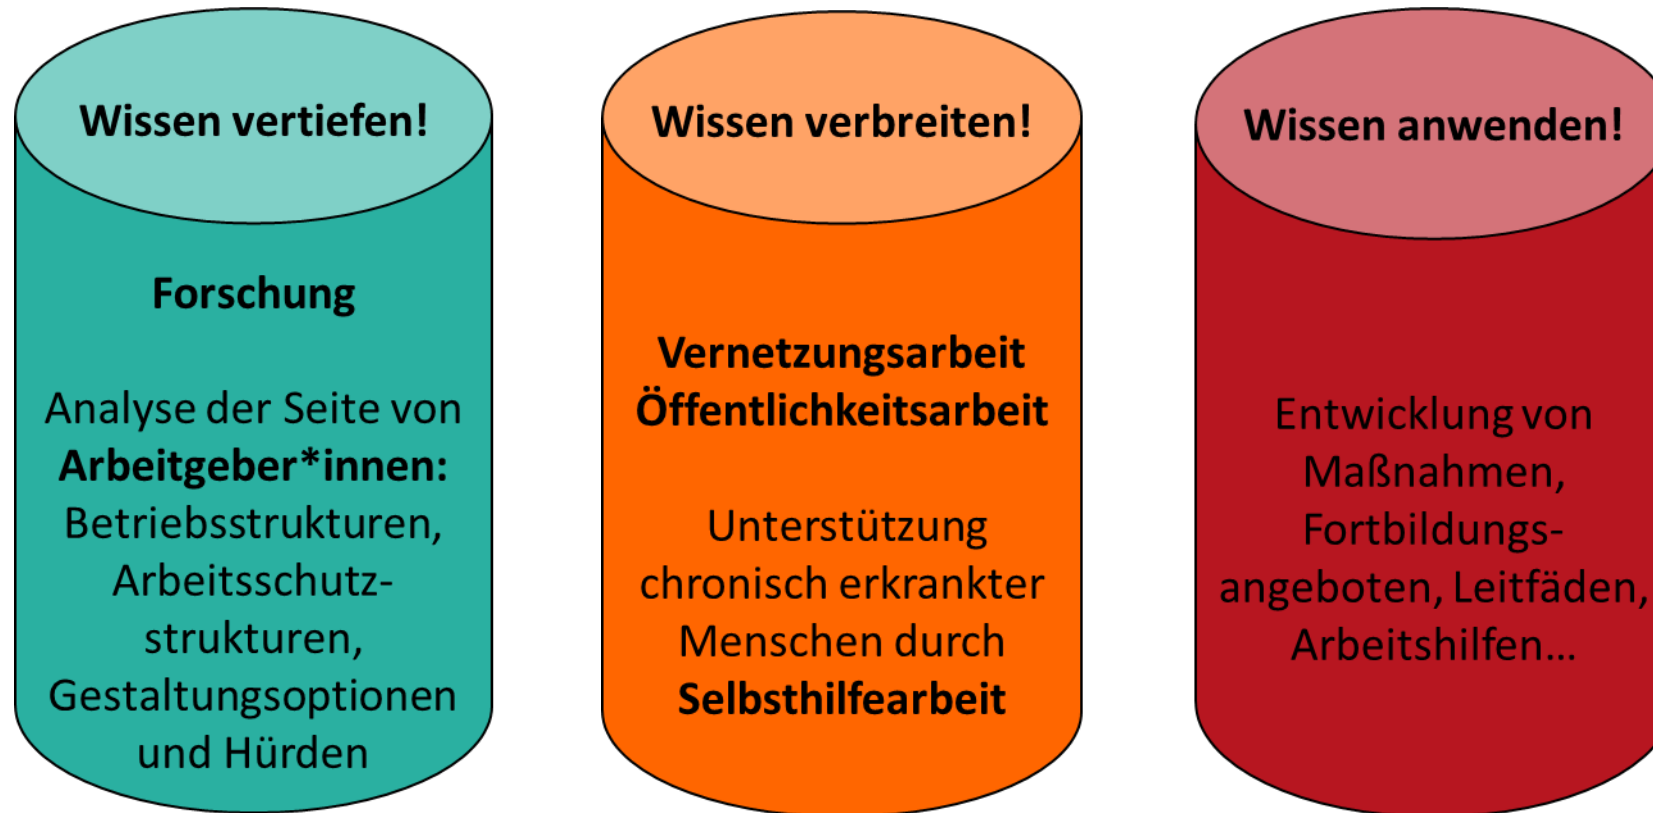 Wissen vertiefen!
Forschung
Analyse der Seite von
Arbeitgeber*innen:
Betriebsstrukturen,
Arbeitsschutz-
strukturen,
Gestaltungsoptionen
und Hürden
Wissen verbreiten!
Vernetzungsarbeit
Öffentlichkeitsarbeit
Unterstützung
chronisch erkrankter
Menschen durch
Selbsthilfearbeit
Wissen anwenden!
Entwicklung von
Maßnahmen,
Fortbildungs-
angeboten, Leitfäden,
Arbeitshilfen…